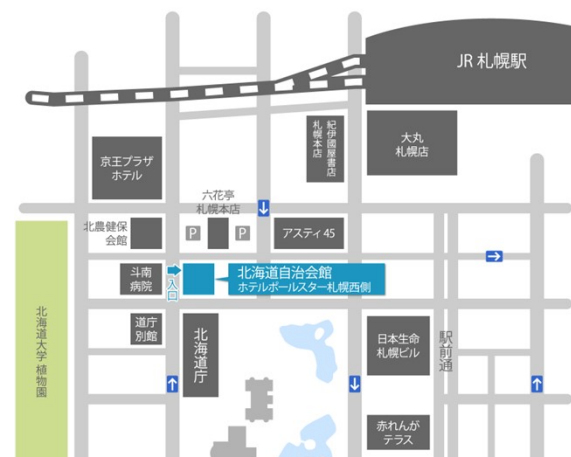 JR 札幌駅
紀伊國屋書店
札幌本店
大丸
札幌店
京王プラザ
ホテル
六花亭
札幌本店
北農健保
会館
P
P
アスティ45
斗南
病院
入口
北海道自治会館
ホテルポールスター札幌西側
北海道大学 植物園
道庁
別館
北海道庁
日本生命
札幌ビル
駅前通
赤れんが
テラス